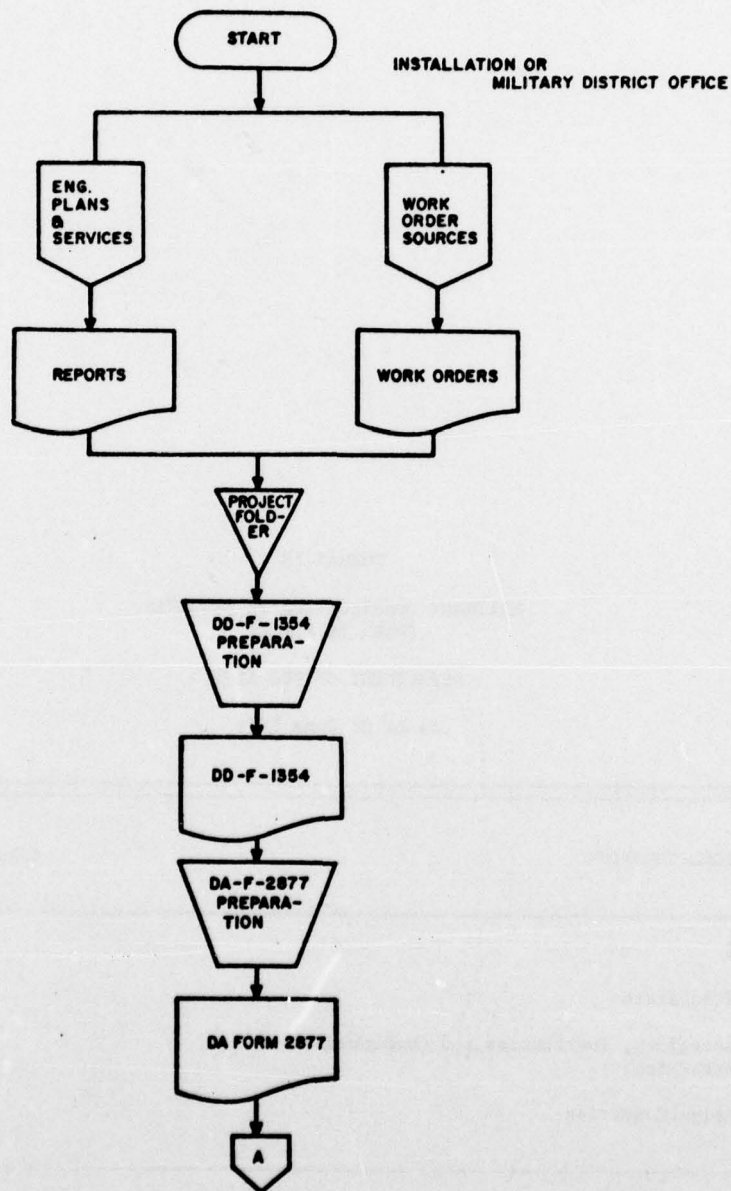 START
INSTALLATION OR
MILITARY DISTRICT OFFICE
ENG.
PLANS
&
SERVICES
WORK
ORDER
SOURCES
REPORTS
WORK ORDERS
PROJECT
FOLD-
ER
DD-F-1354
PREPARA-
TION
DD-F-1354
DA-F-2877
PREPARA-
TION
DA FORM 2877
A